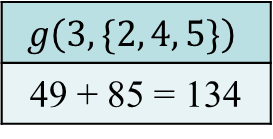 g(3, {2, 4, 5})
49 + 85 = 134